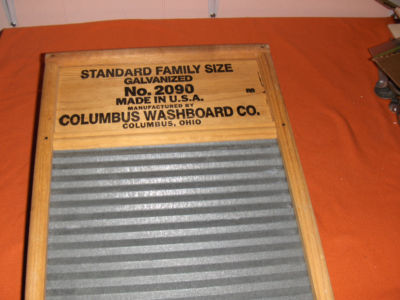 STANDARD FAMILY SIZE
GALVANIZED
No. 2090
MADE IN U.S.A.
MANUFACTURED BY
COLUMBUS WASHBOARD CO.
COLUMBUS, OHIO